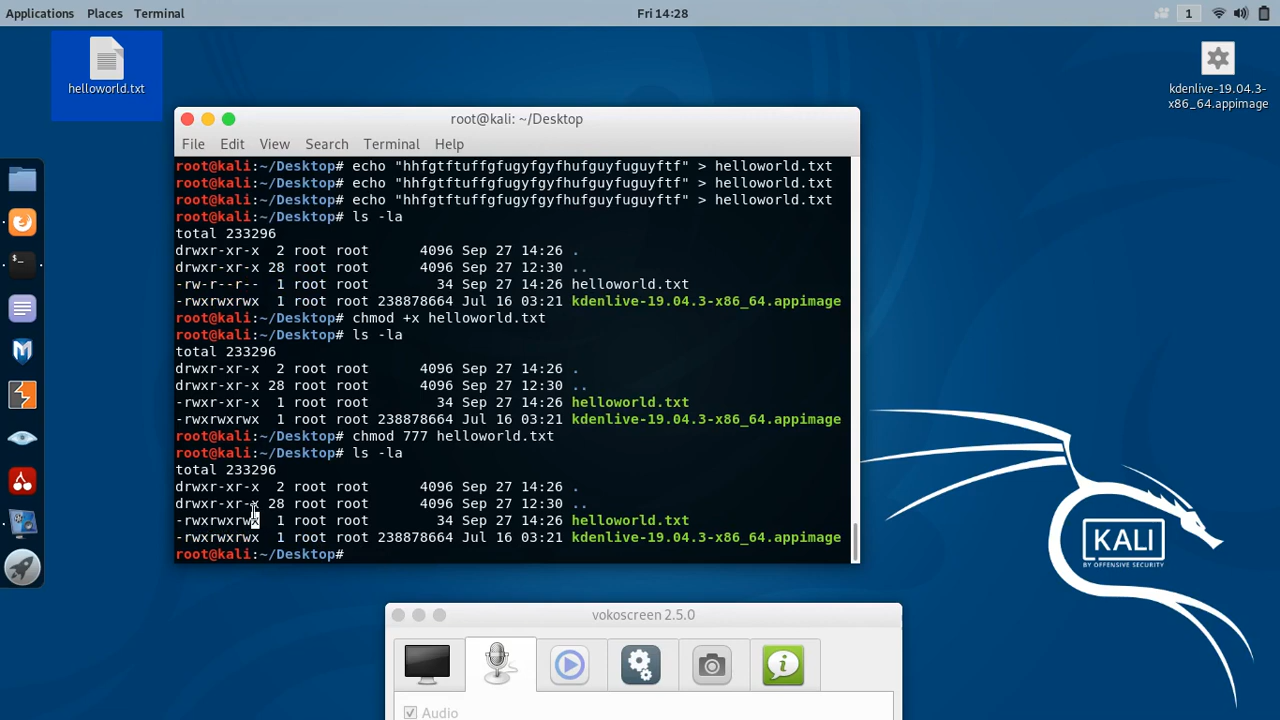 Applications Places Terminal
Fri 14:28
1
helloworld.txt
kdenlive-19.04.3-
x86_64.appimage
root@kali: ~/Desktop
File Edit View Search Terminal Help
root@kali:~/Desktop# echo "hhfgtftuffgfugyfgyfhufguyfuguyftf" > helloworld.txt
root@kali:~/Desktop# echo "hhfgtftuffgfugyfgyfhufguyfuguyftf" > helloworld.txt
root@kali:~/Desktop# echo "hhfgtftuffgfugyfgyfhufguyfuguyftf" > helloworld.txt
root@kali:~/Desktop# ls -la
total 233296
drwxr-xr-x 2 root root 4096 Sep 27 14:26 .
drwxr-xr-x 28 root root 4096 Sep 27 12:30 ..
-rw-r--r-- 1 root root 34 Sep 27 14:26 helloworld.txt
-rwxrwxrwx 1 root root 238878664 Jul 16 03:21 kdenlive-19.04.3-x86_64.appimage
root@kali:~/Desktop# chmod +x helloworld.txt
root@kali:~/Desktop# ls -la
total 233296
drwxr-xr-x 2 root root 4096 Sep 27 14:26 .
drwxr-xr-x 28 root root 4096 Sep 27 12:30 ..
-rwxr-xr-x 1 root root 34 Sep 27 14:26 helloworld.txt
-rwxrwxrwx 1 root root 238878664 Jul 16 03:21 kdenlive-19.04.3-x86_64.appimage
root@kali:~/Desktop# chmod 777 helloworld.txt
root@kali:~/Desktop# ls -la
total 233296
drwxr-xr-x 2 root root 4096 Sep 27 14:26 .
drwxr-xr-x 28 root root 4096 Sep 27 12:30 ..
-rwxrwxrwx 1 root root 34 Sep 27 14:26 helloworld.txt
-rwxrwxrwx 1 root root 238878664 Jul 16 03:21 kdenlive-19.04.3-x86_64.appimage
root@kali:~/Desktop#
KALI
BY OFFENSIVE SECURITY
vokoscreen 2.5.0
Audio